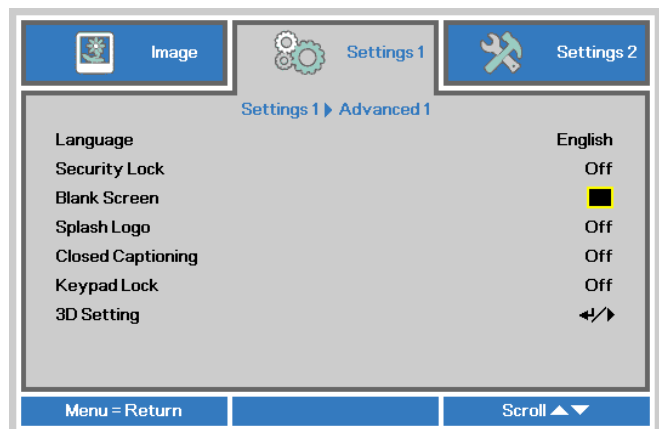 Image
Settings 1
Settings 2
Settings 1 ▶ Advanced 1
Language English
Security Lock Off
Blank Screen
Splash Logo Off
Closed Captioning Off
Keypad Lock Off
3D Setting ↵/▶
Menu = Return
Scroll ▲▼